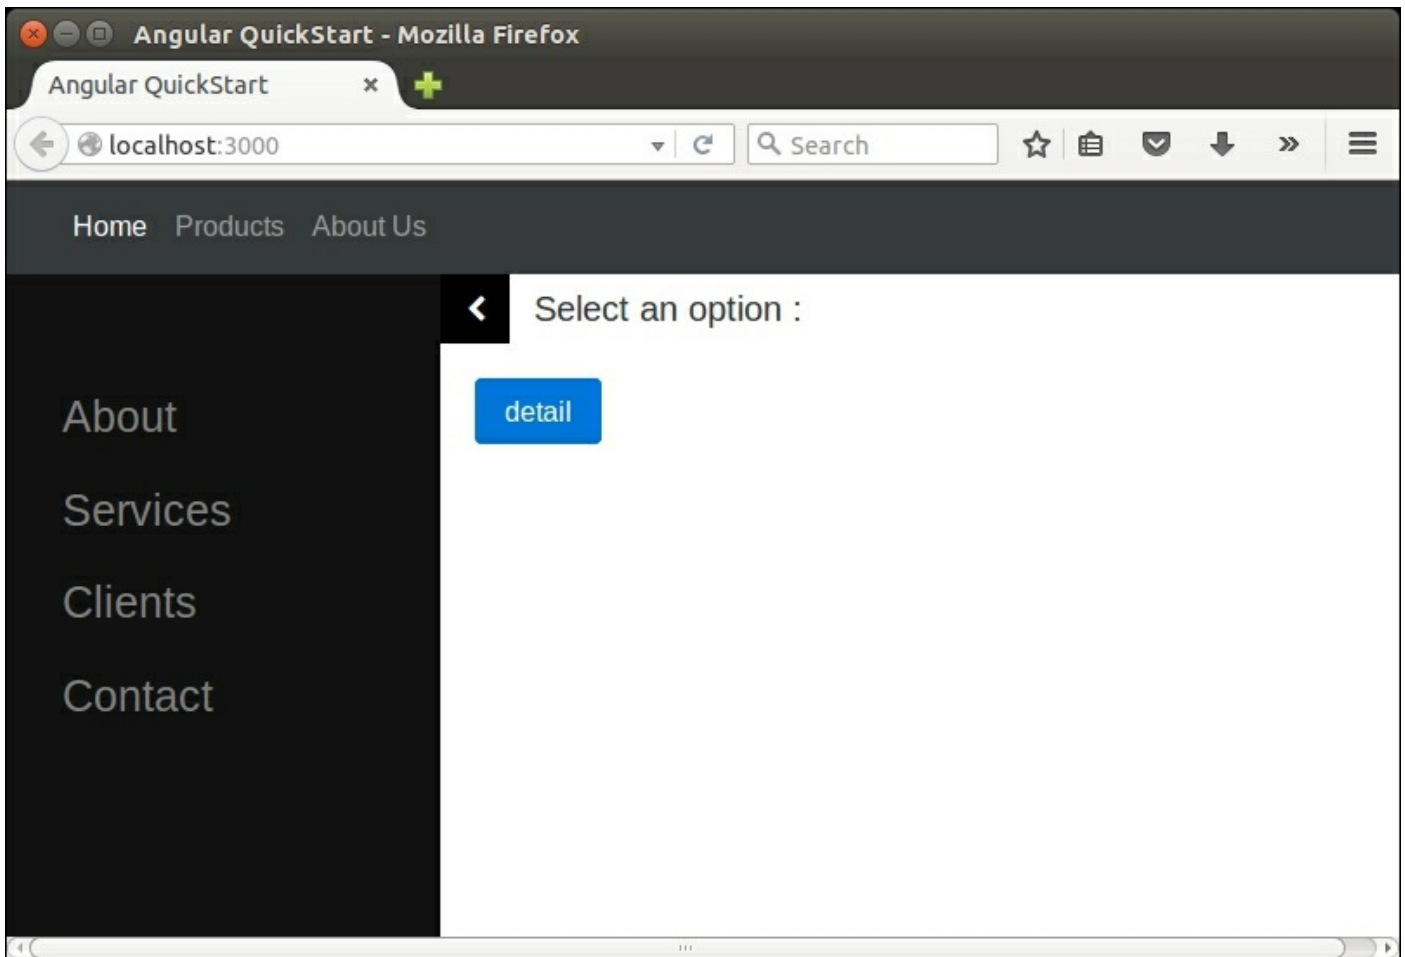 Angular QuickStart - Mozilla Firefox
Angular QuickStart
localhost:3000 Search
Home Products About Us
Select an option :
detail
About
Services
Clients
Contact